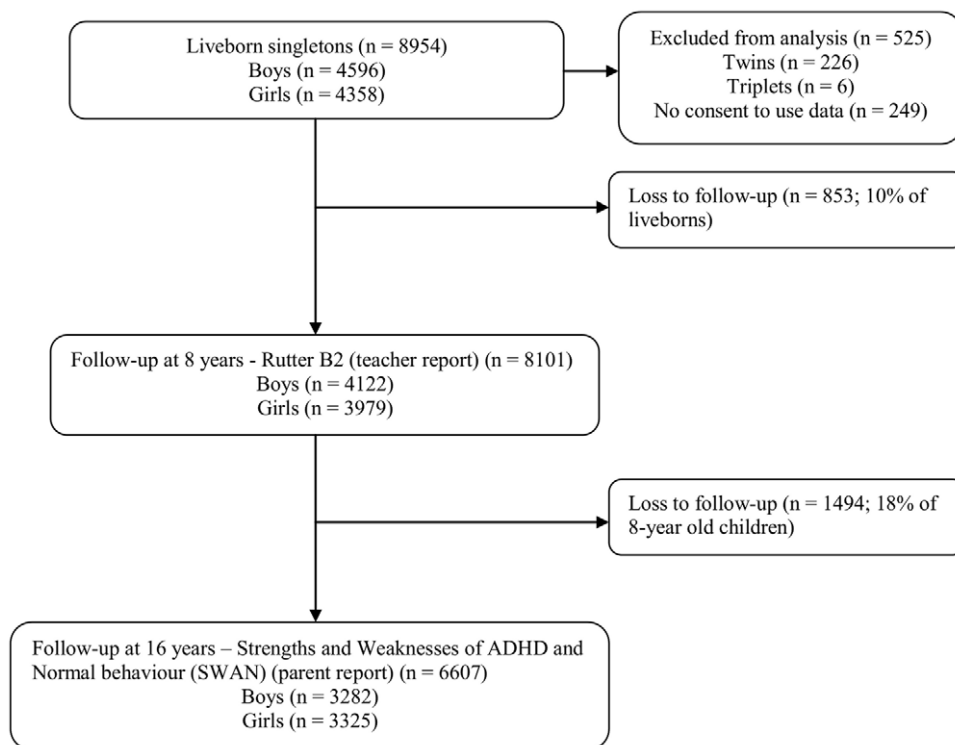 Liveborn singletons (n = 8954)
Boys (n = 4596)
Girls (n = 4358)
Excluded from analysis (n = 525)
Twins (n = 226)
Triplets (n = 6)
No consent to use data (n = 249)
Loss to follow-up (n = 853; 10% of
liveborns)
Follow-up at 8 years - Rutter B2 (teacher report) (n = 8101)
Boys (n = 4122)
Girls (n = 3979)
Loss to follow-up (n = 1494; 18% of
8-year old children)
Follow-up at 16 years – Strengths and Weaknesses of ADHD and
Normal behaviour (SWAN) (parent report) (n = 6607)
Boys (n = 3282)
Girls (n = 3325)